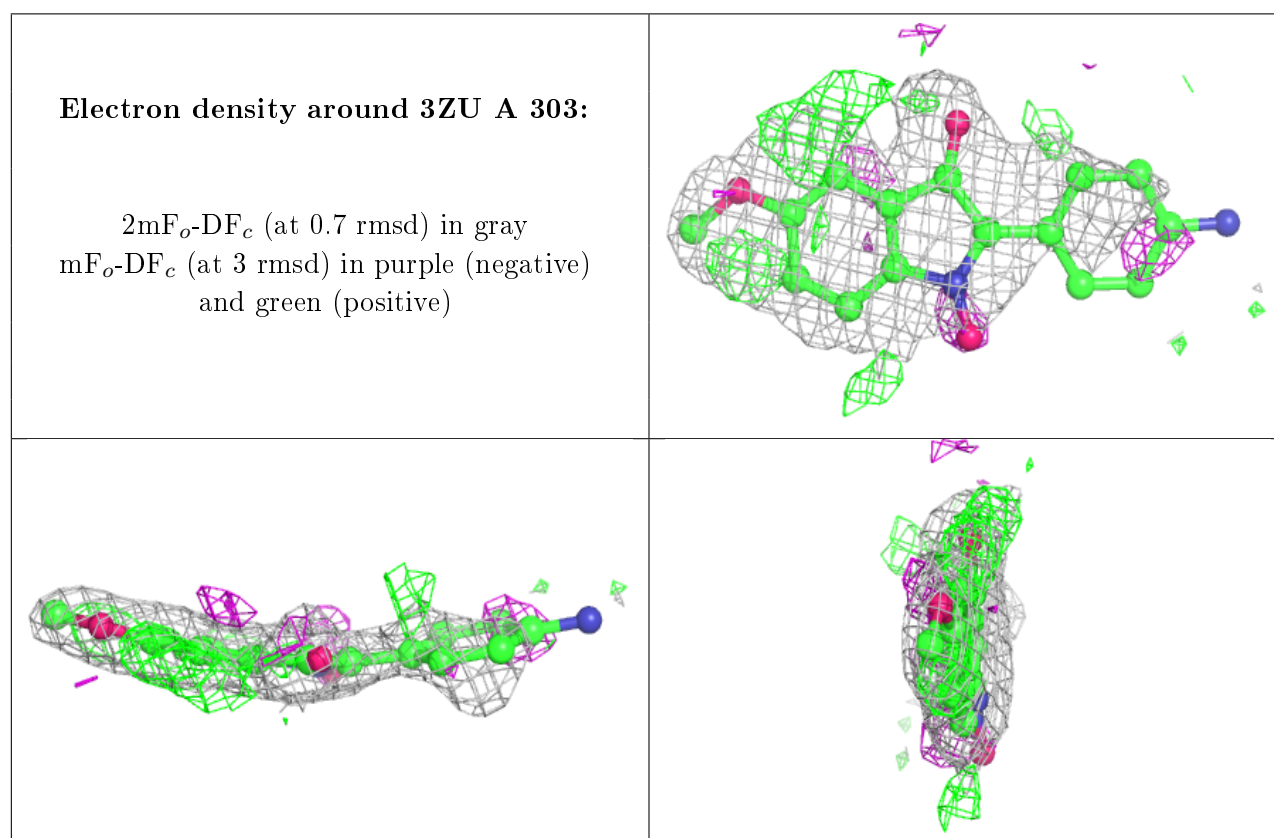 Electron density around 3ZU A 303:
2mFo-DFc (at 0.7 rmsd) in gray
mFo-DFc (at 3 rmsd) in purple (negative)
and green (positive)